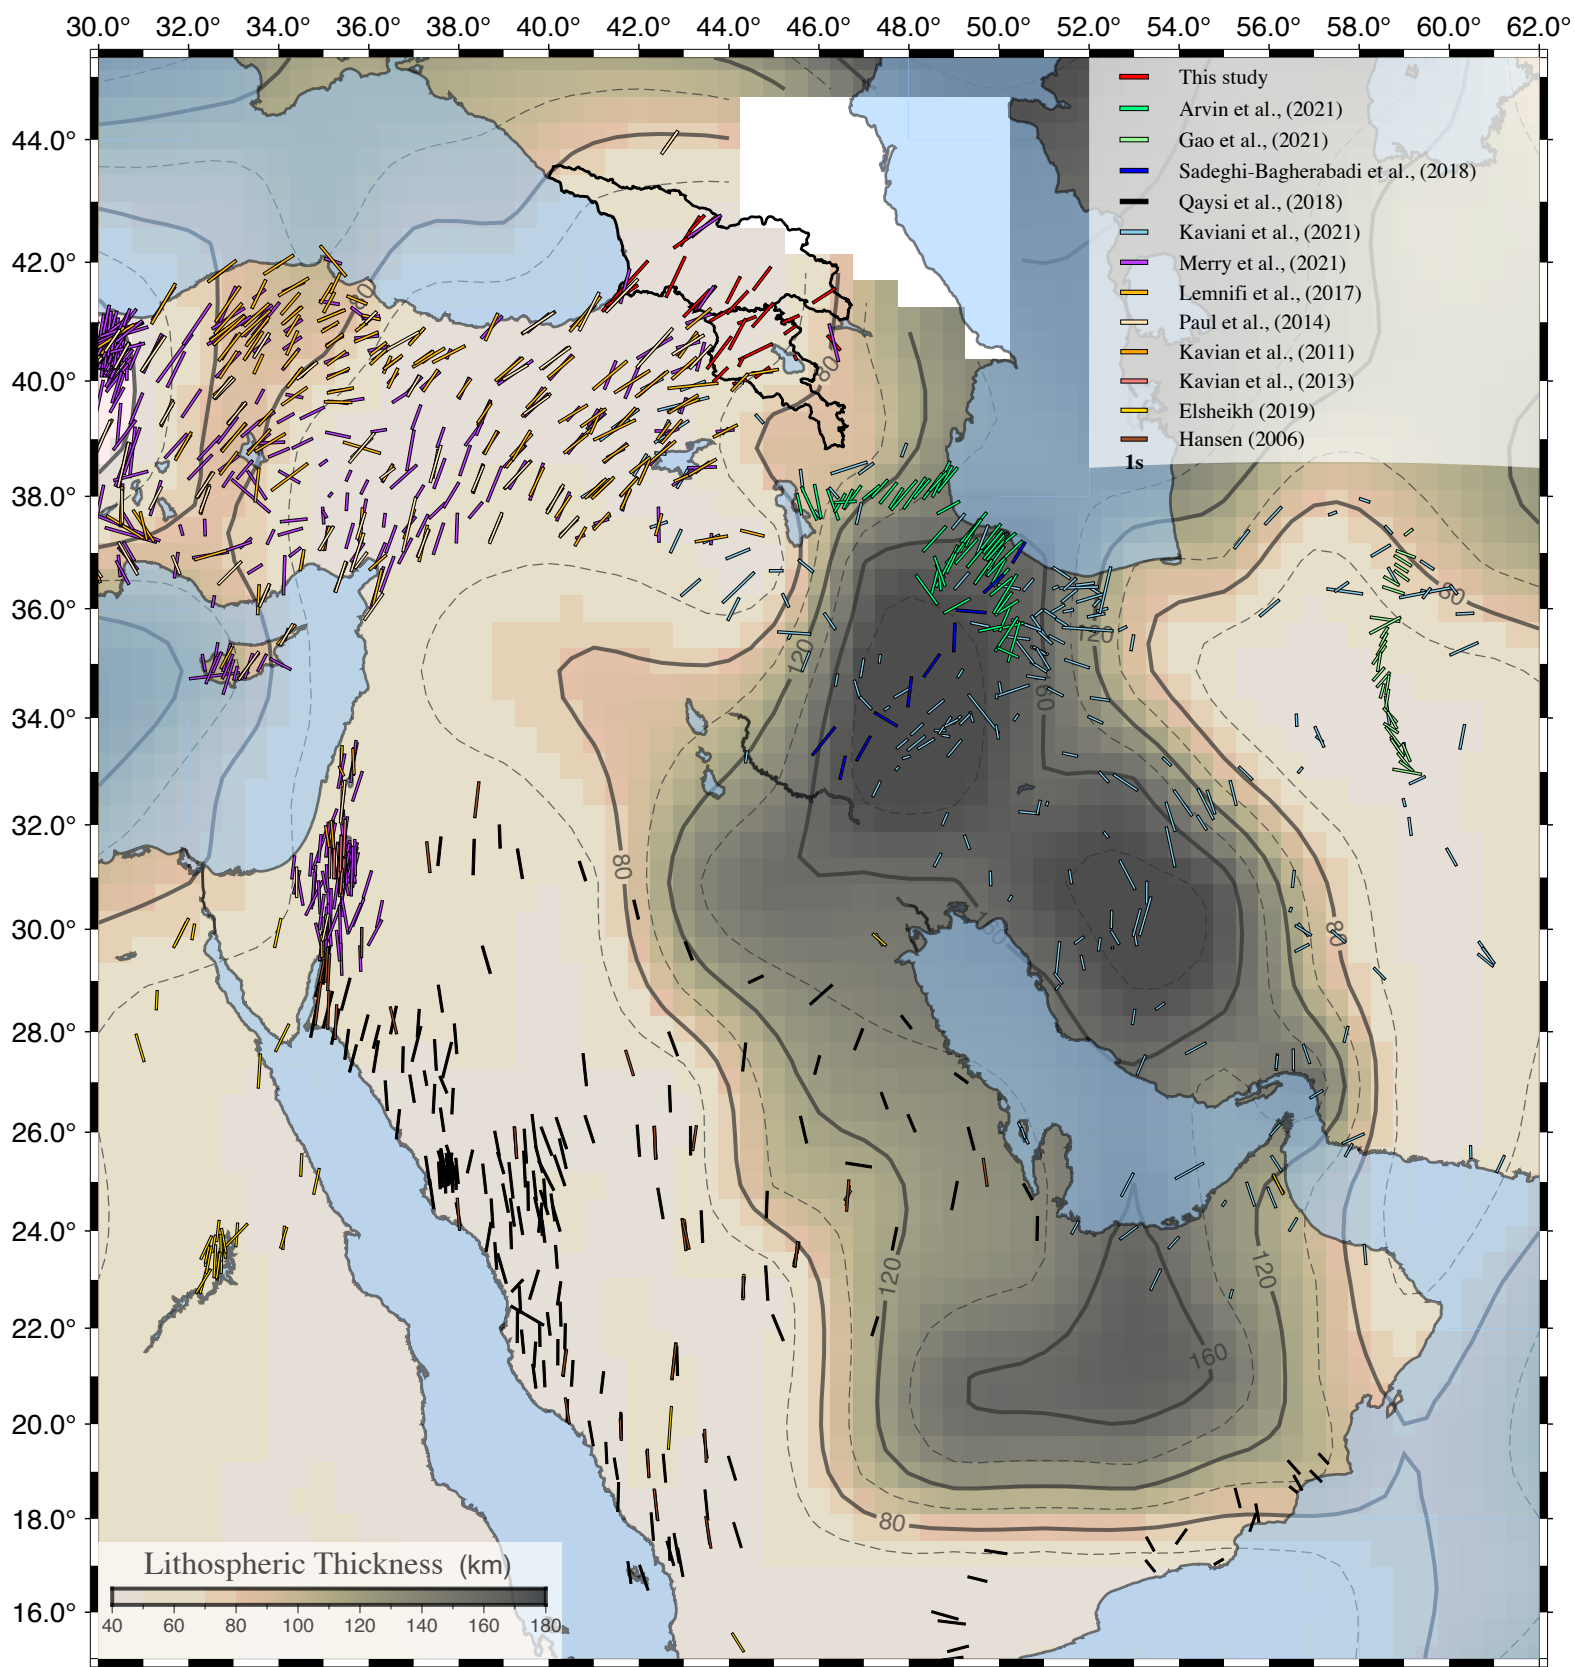 30.0° 32.0° 34.0° 36.0° 38.0° 40.0° 42.0° 44.0° 46.0° 48.0° 50.0° 52.0° 54.0° 56.0° 58.0° 60.0° 62.0°
This study
Arvin et al., (2021)
Gao et al., (2021)
Sadeghi-Bagherabadi et al., (2018)
Qaysi et al., (2018)
Kaviani et al., (2021)
Merry et al., (2021)
Lemnifi et al., (2017)
Paul et al., (2014)
Kavian et al., (2011)
Kavian et al., (2013)
Elsheikh (2019)
Hansen (2006)
1s
44.0°
42.0°
40.0°
38.0°
36.0°
34.0°
32.0°
30.0°
28.0°
26.0°
24.0°
22.0°
20.0°
18.0°
16.0°
80
80
120
120
80
80
120
120
160
80
Lithospheric Thickness (km)
40 60 80 100 120 140 160 180